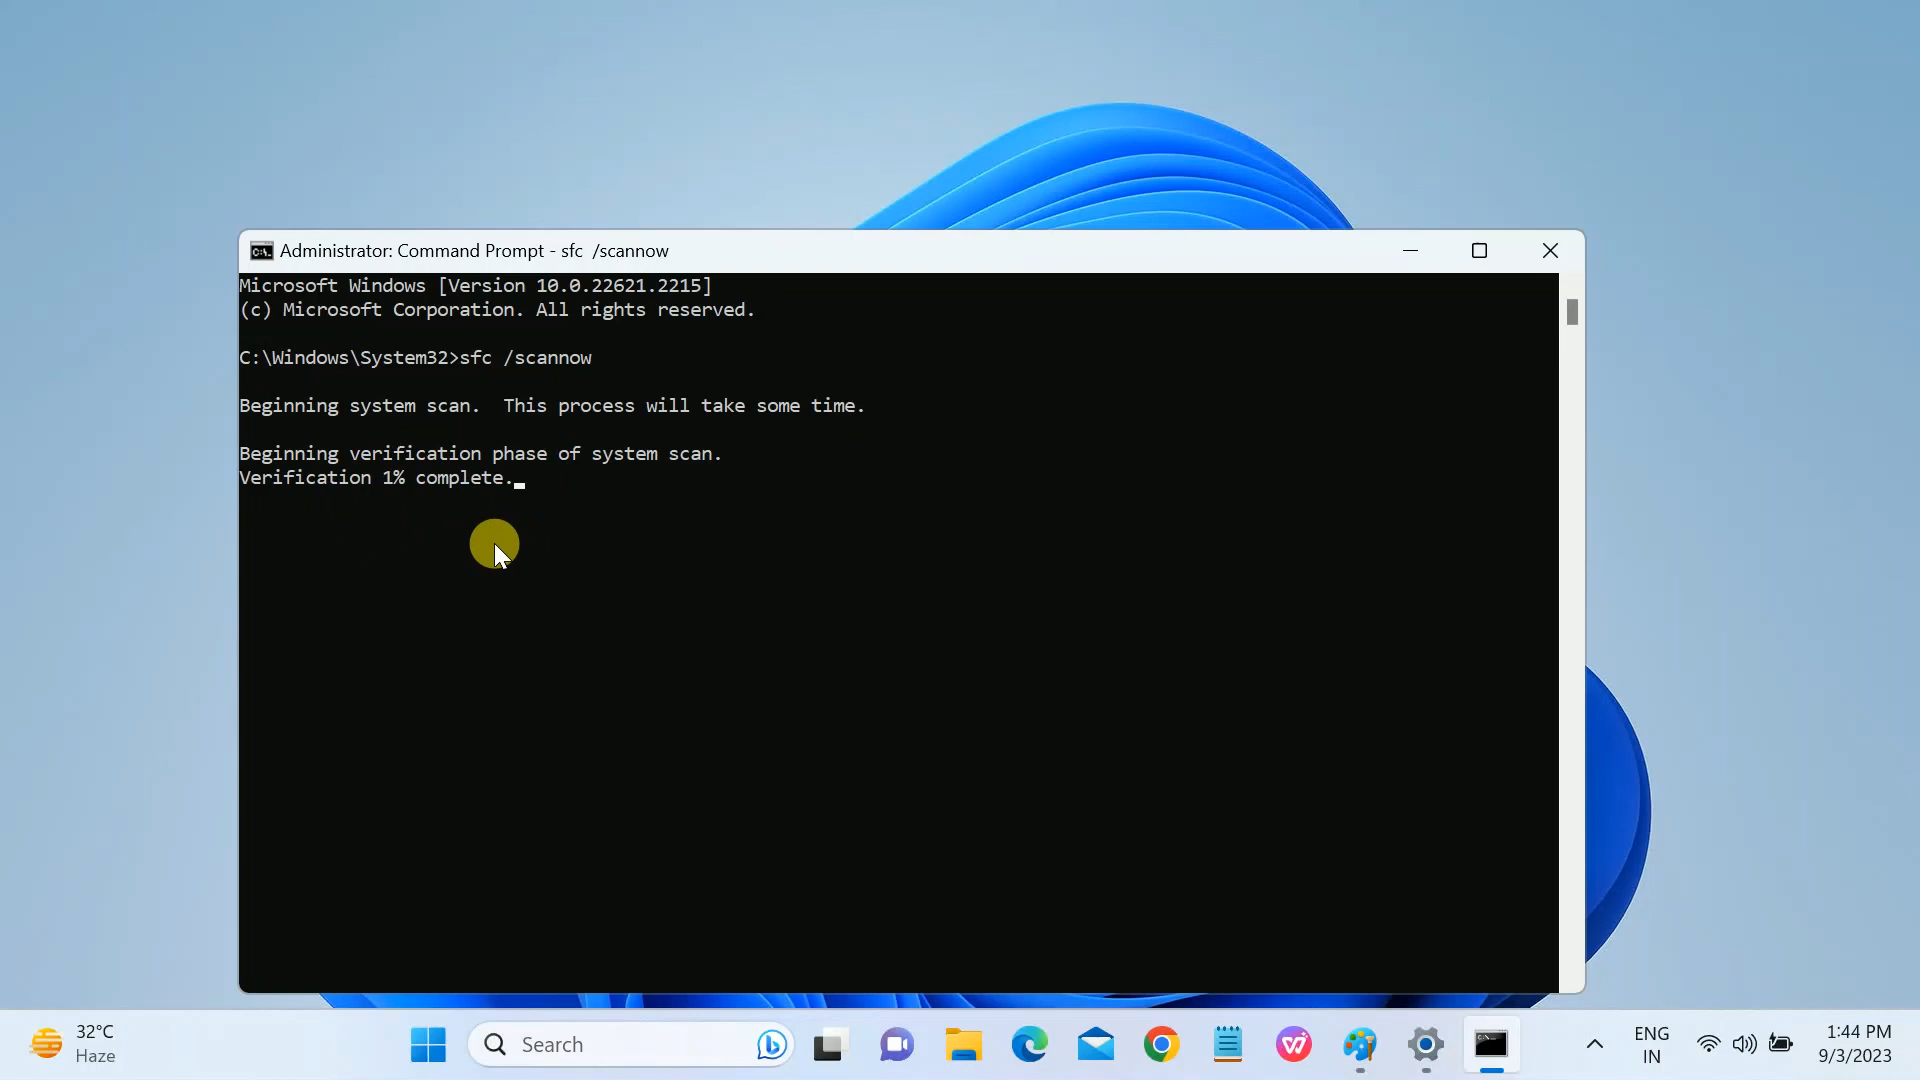 Administrator: Command Prompt - sfc  /scannow
Microsoft Windows [Version 10.0.22621.2215]
(c) Microsoft Corporation. All rights reserved.
C:\Windows\System32>sfc /scannow
Beginning system scan.  This process will take some time.
Beginning verification phase of system scan.
Verification 1% complete.
32°C
Haze
Search
ENG
IN
1:44 PM
9/3/2023